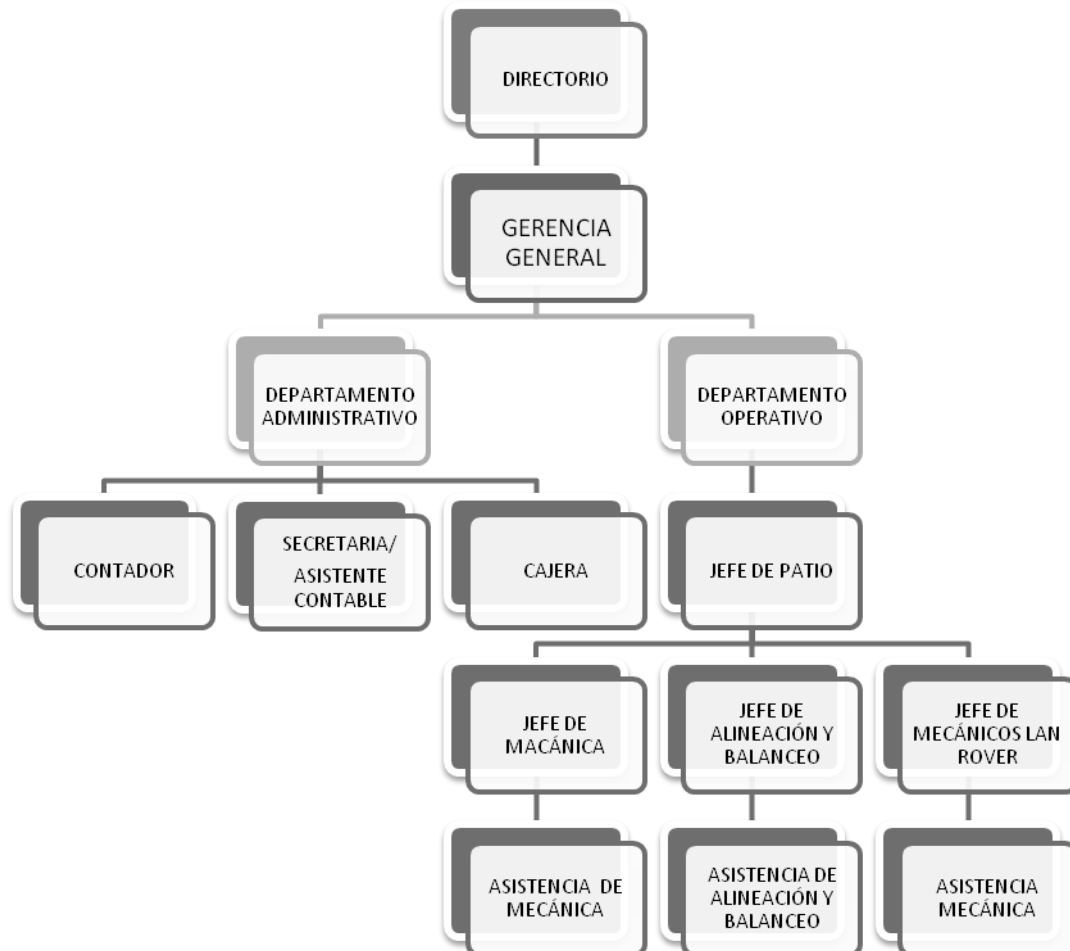 DIRECTORIO
GERENCIA
GENERAL
DEPARTAMENTO
ADMINISTRATIVO
DEPARTAMENTO
OPERATIVO
CONTADOR
SECRETARIA/
ASISTENTE
CONTABLE
CAJERA
JEFE DE PATIO
JEFE DE
MACÁNICA
JEFE DE
ALINEACIÓN Y
BALANCEO
JEFE DE
MECÁNICOS LAN
ROVER
ASISTENCIA DE
MECÁNICA
ASISTENCIA DE
ALINEACIÓN Y
BALANCEO
ASISTENCIA
MECÁNICA